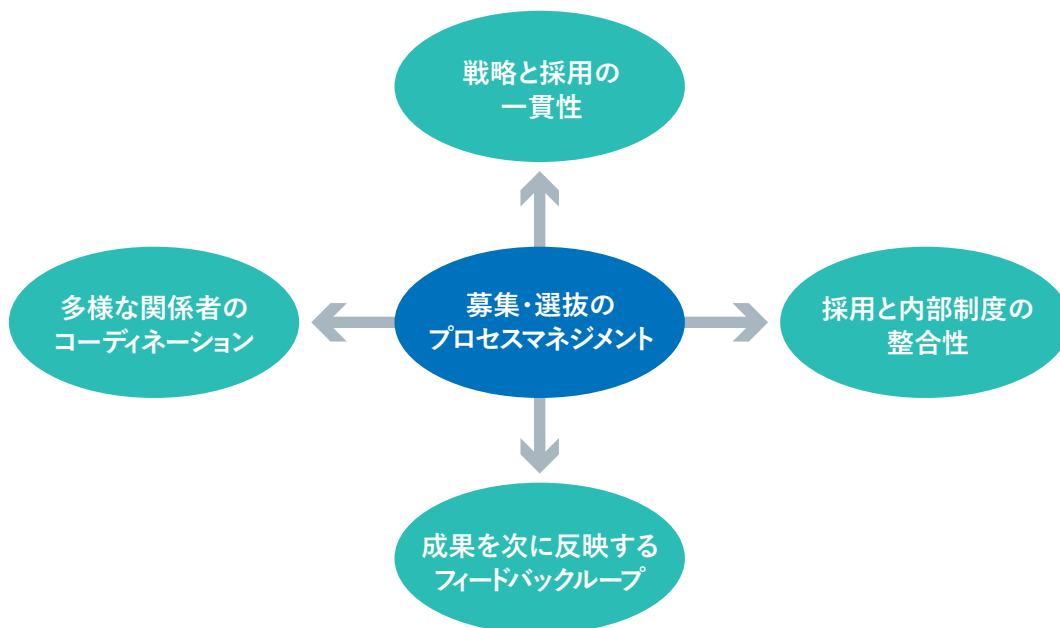 戦略と採用の
一貫性
多様な関係者の
コーディネーション
募集・選抜の
プロセスマネジメント
採用と内部制度の
整合性
成果を次に反映する
フィードバックループ